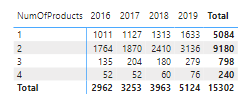 NumOfProducts 2016 2017 2018 2019 Total
1 1011 1127 1313 1633 5084
2 1764 1870 2410 3136 9180
3 135 204 180 279 798
4 52 52 60 76 240
Total 2962 3253 3963 5124 15302